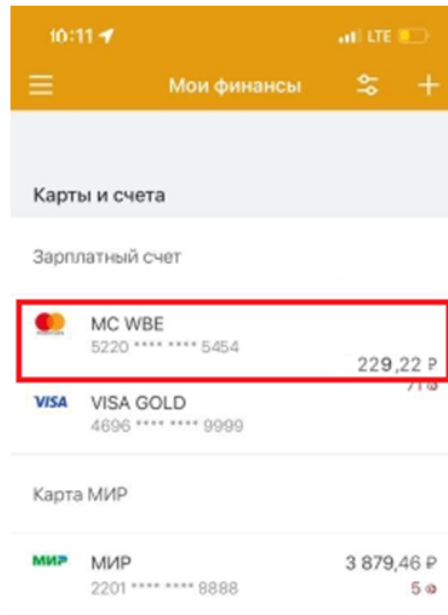 10:11 LTE
Мои финансы
Карты и счета
Зарплатный счет
MC WBE
5220 **** **** 5454
229,22 ₽
71
VISA VISA GOLD
4696 **** **** 9999
Карта МИР
МИР МИР 3 879,46 ₽
2201 **** **** 8888 5